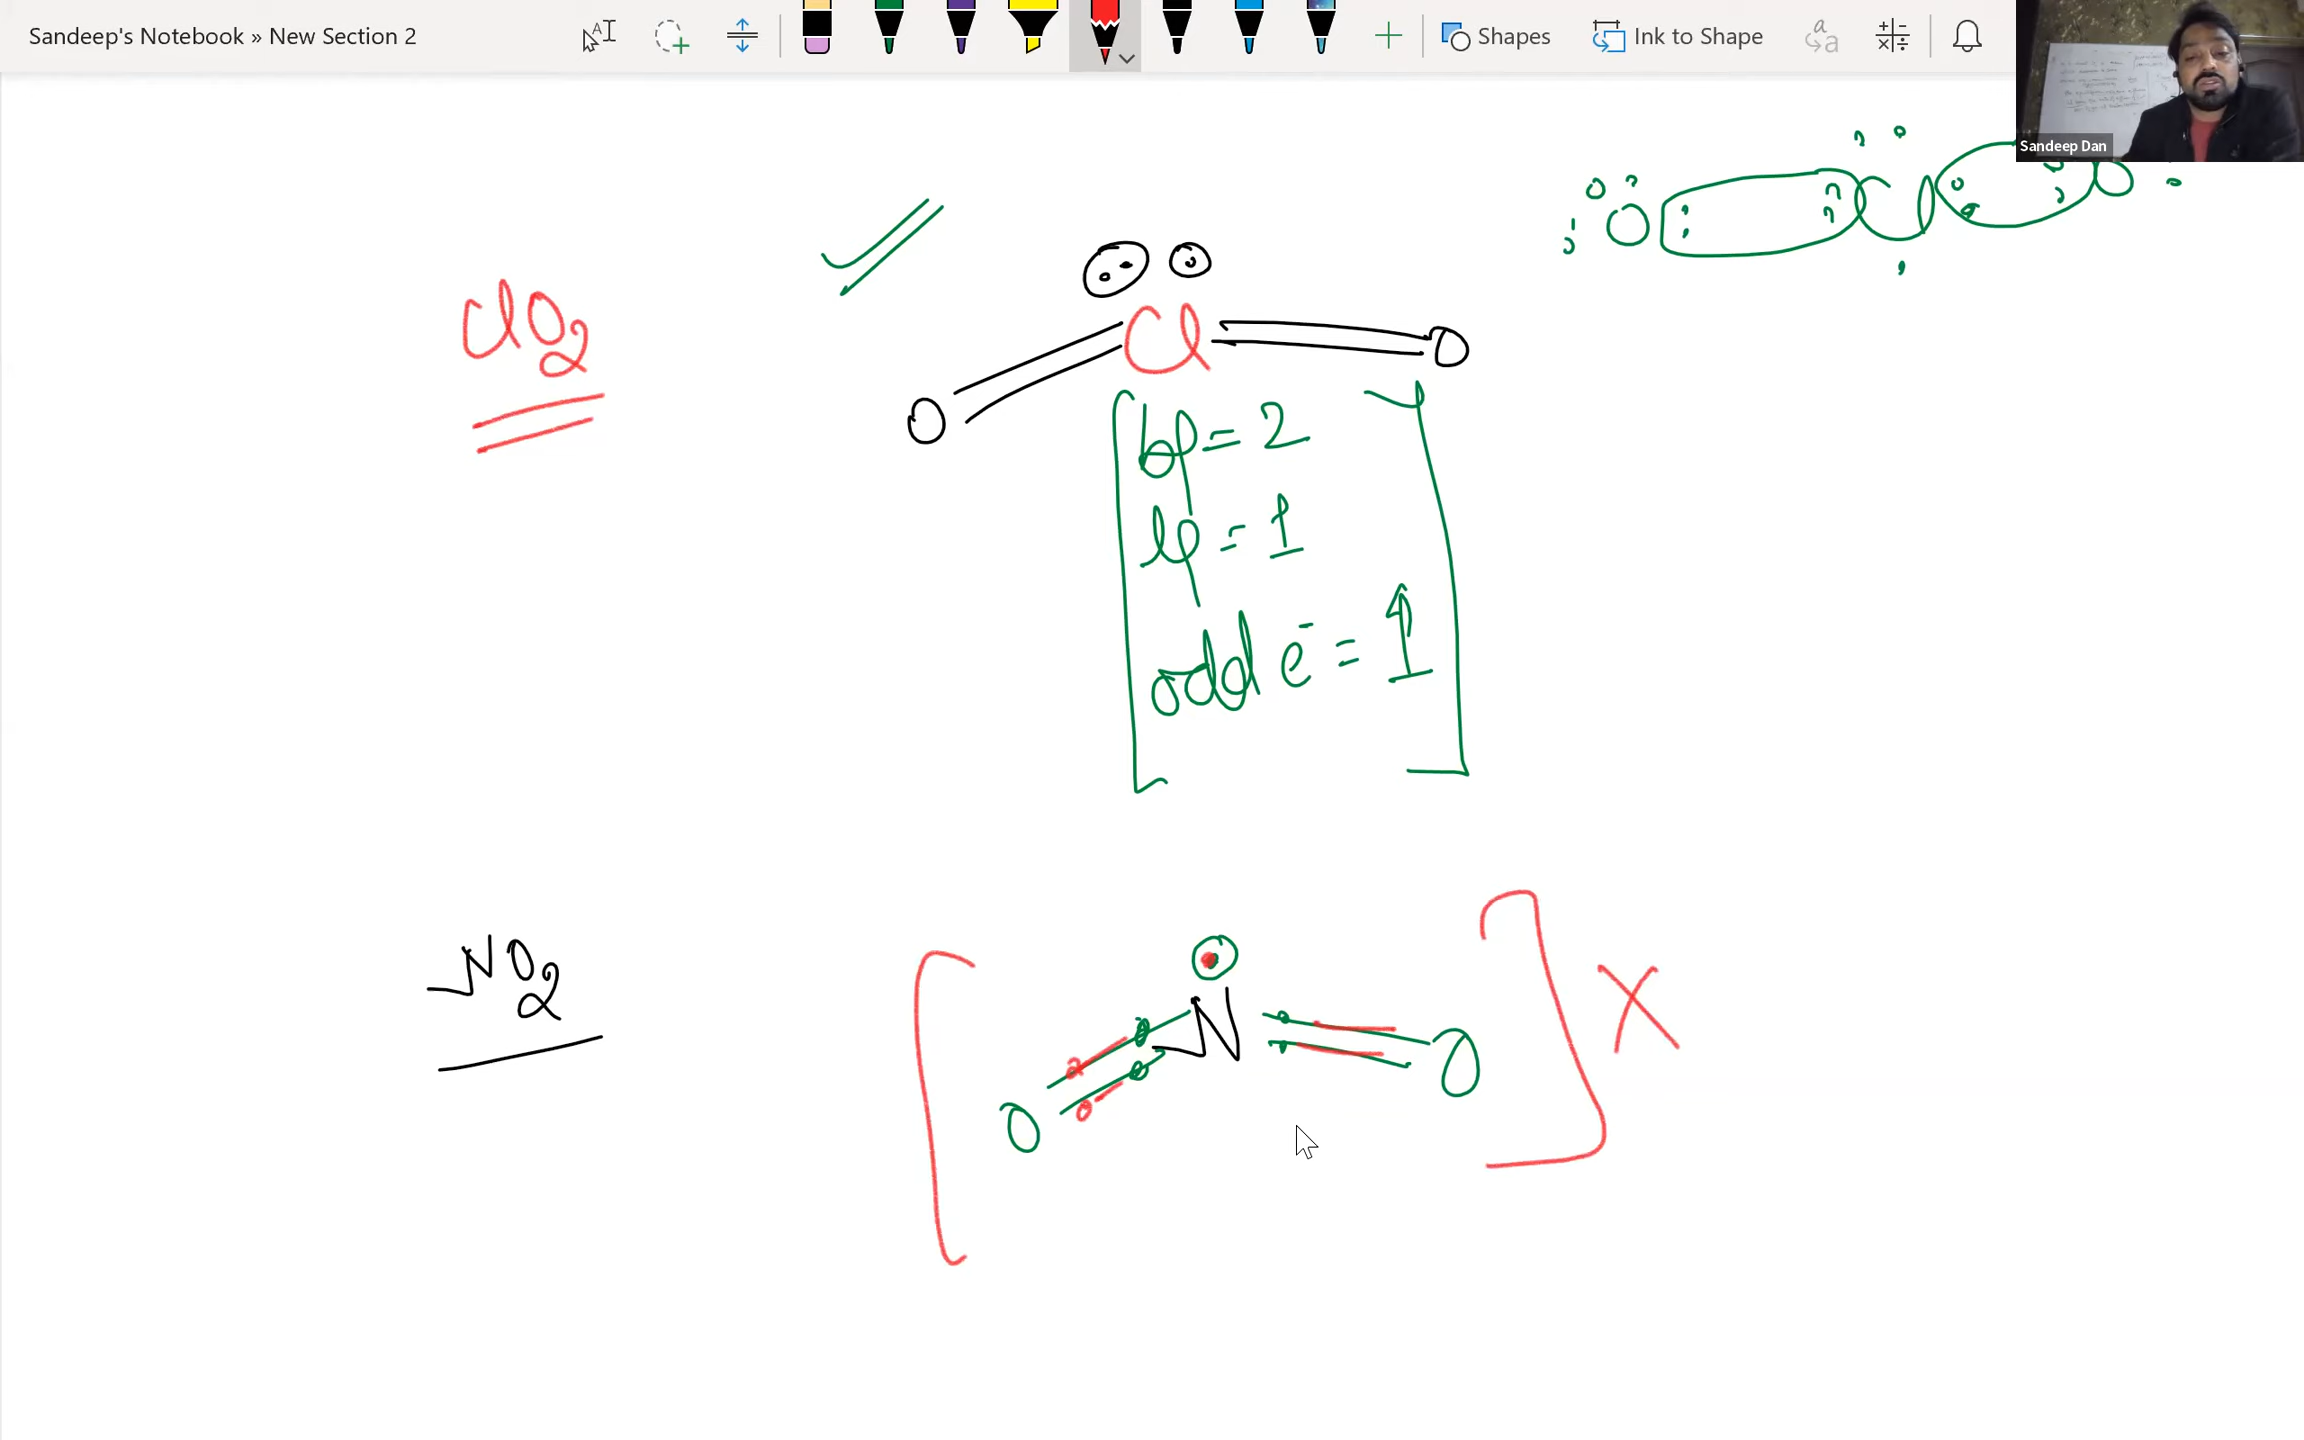 Sandeep's Notebook » New Section 2
Shapes
Ink to Shape
Sandeep Dan
O Cl O
ClO2
Cl
O
O
bp = 2
lp = 1
odd e- = 1
NO2
N
O
O
X